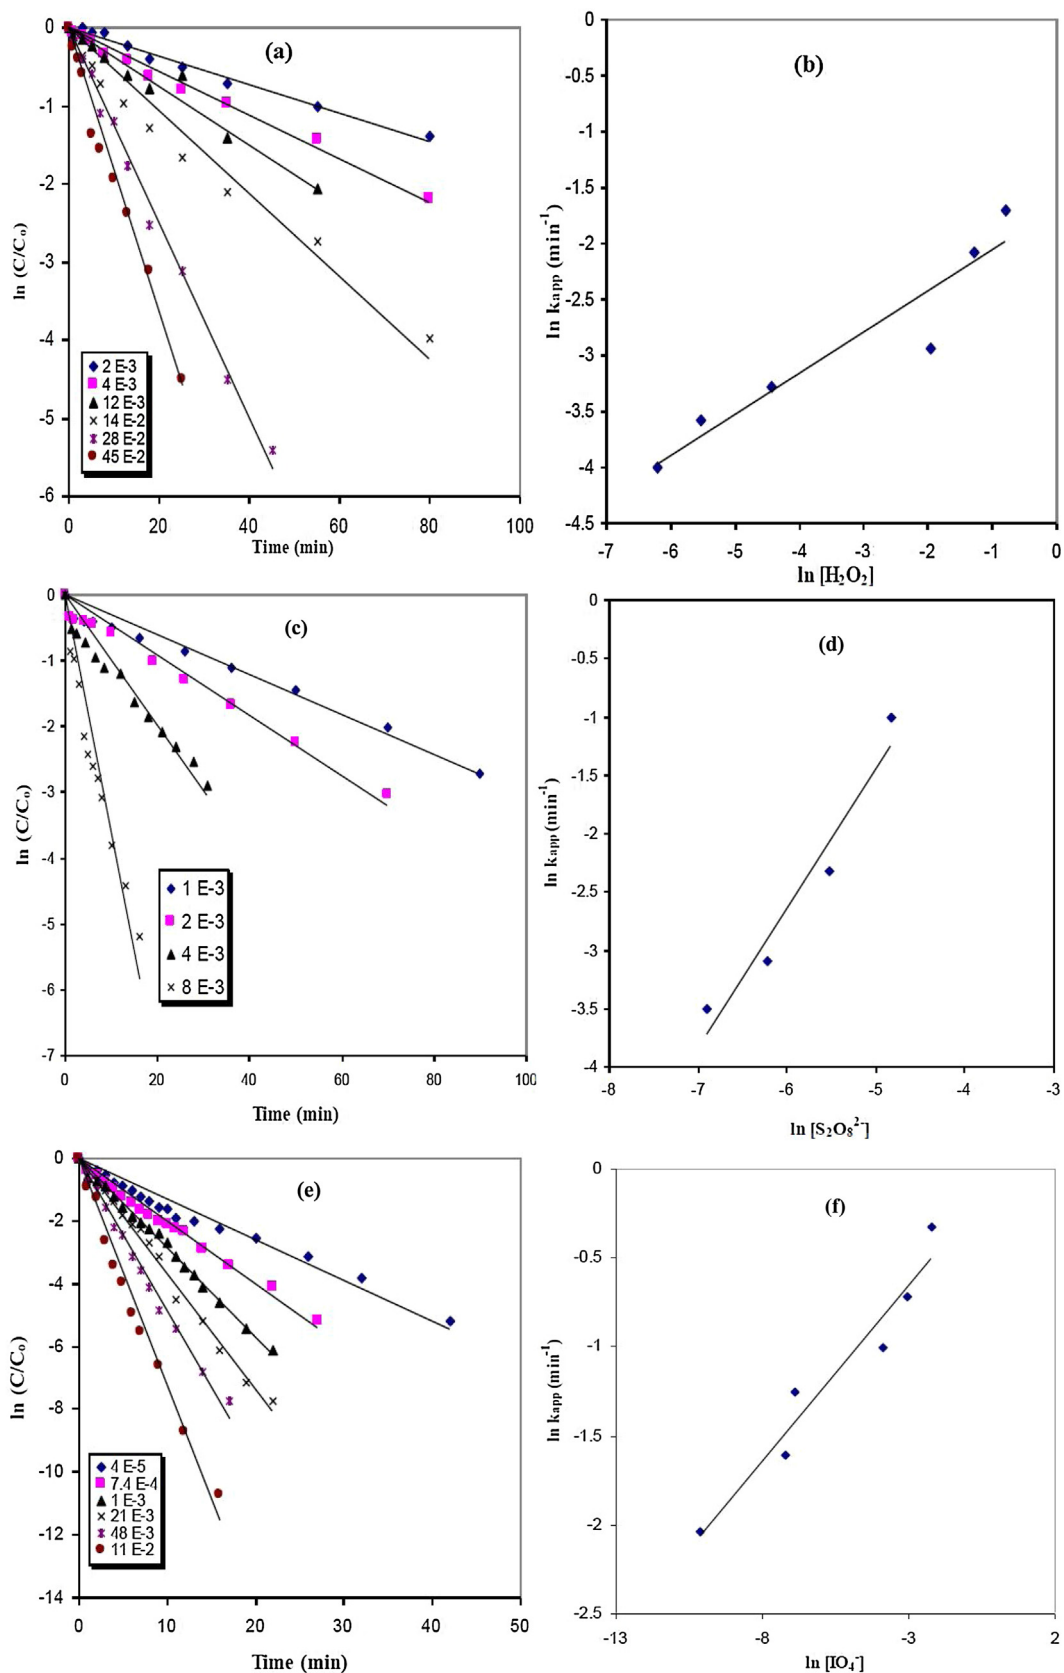 (a)
0
-1
-2
-3
-4
-5
-6
ln (C/Co)
2 E-3
4 E-3
12 E-3
14 E-2
28 E-2
45 E-2
0 20 40 60 80 100
Time (min)
(b)
0
-0.5
-1
-1.5
-2
-2.5
-3
-3.5
-4
-4.5
ln kapp (min-1)
-7 -6 -5 -4 -3 -2 -1 0
ln [H2O2]
(c)
0
-1
-2
-3
-4
-5
-6
-7
ln (C/Co)
1 E-3
2 E-3
4 E-3
8 E-3
0 20 40 60 80 100
Time (min)
(d)
0
-0.5
-1
-1.5
-2
-2.5
-3
-3.5
-4
ln kapp (min-1)
-8 -7 -6 -5 -4 -3
ln [S2O8 2-]
(e)
0
-2
-4
-6
-8
-10
-12
-14
ln (C/Co)
4 E-5
7.4 E-4
1 E-3
21 E-3
48 E-3
11 E-2
0 10 20 30 40 50
Time (min)
(f)
0
-0.5
-1
-1.5
-2
-2.5
ln kapp (min-1)
-13 -8 -3 2
ln [IO4-]